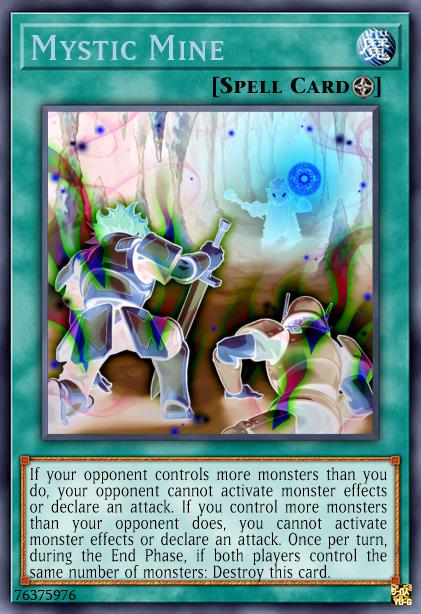 Mystic Mine
魔
[Spell Card]
If your opponent controls more monsters than you
do, your opponent cannot activate monster effects
or declare an attack. If you control more monsters
than your opponent does, you cannot activate
monster effects or declare an attack. Once per turn,
during the End Phase, if both players control the
same number of monsters: Destroy this card.
76375976